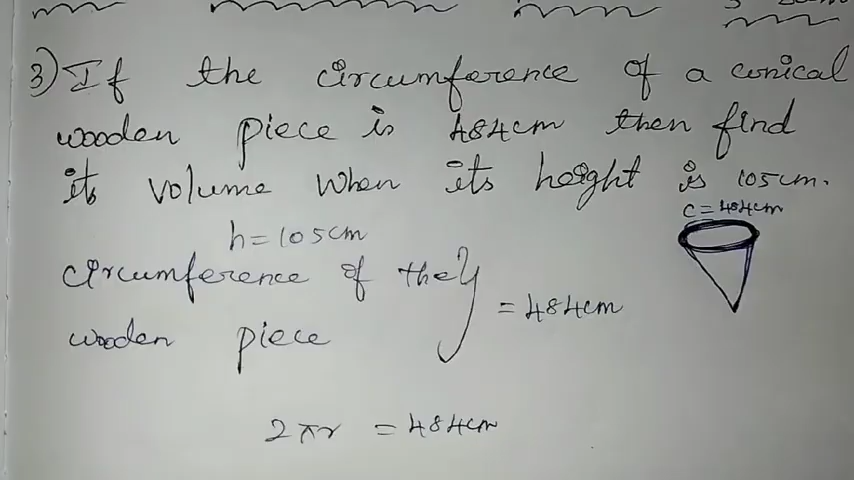 3) If the circumference of a conical
wooden piece is 484cm then find
its volume when its height is 105cm.
c=484cm
h=105cm
circumference of the
wooden piece
=484cm
2πr =484cm